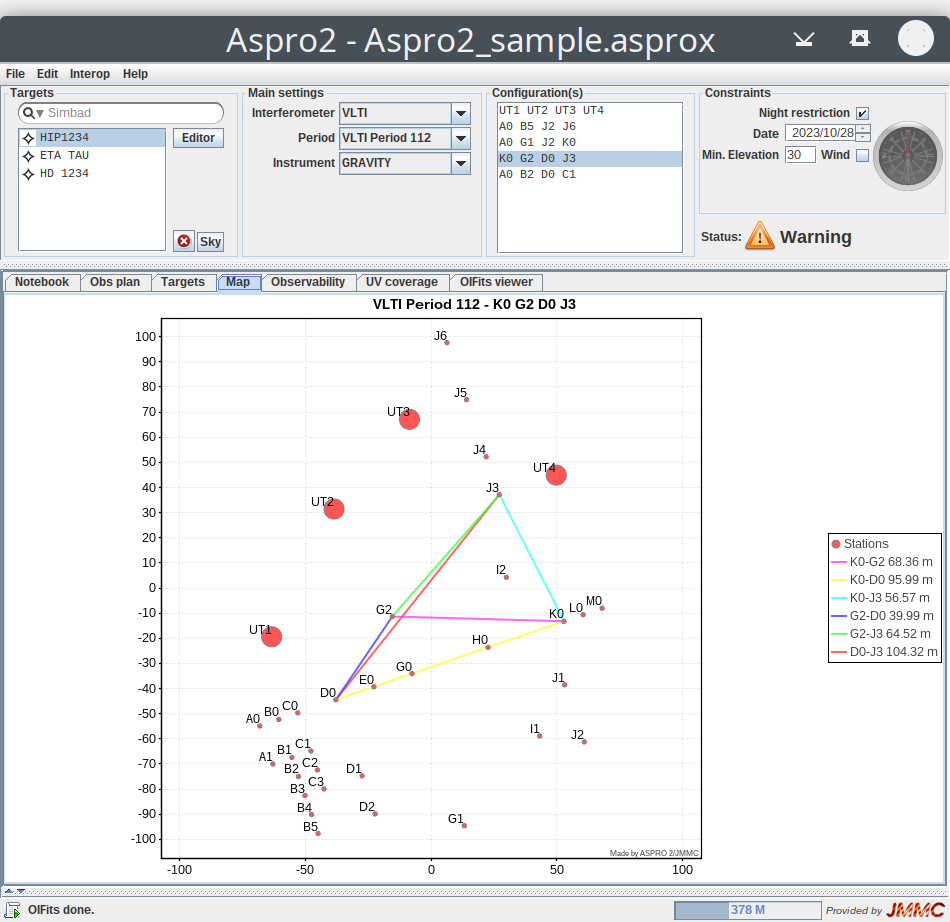 Aspro2 - Aspro2_sample.asprox
File Edit Interop Help
Targets
Simbad
HIP1234
ETA TAU
HD 1234
Editor
Sky
Main settings
Interferometer VLTI
Period VLTI Period 112
Instrument GRAVITY
Configuration(s)
UT1 UT2 UT3 UT4
A0 B5 J2 J6
A0 G1 J2 K0
K0 G2 D0 J3
A0 B2 D0 C1
Constraints
Night restriction
Date 2023/10/28
Min. Elevation 30 Wind
Status: Warning
Notebook Obs plan Targets Map Observability UV coverage OIFits viewer
VLTI Period 112 - K0 G2 D0 J3
100
90
80
70
60
50
40
30
20
10
0
-10
-20
-30
-40
-50
-60
-70
-80
-90
-100
-100 -50 0 50 100
J6
J5
UT3
J4
UT4
J3
UT2
I2
G2
K0 L0 M0
UT1
H0
G0
E0
J1
D0
C0
B0
A0
I1
J2
C1
B1
A1
C2
B2
D1
C3
B3
B4
D2
G1
B5
Made by ASPRO 2/JMMC
Stations
K0-G2 68.36 m
K0-D0 95.99 m
K0-J3 56.57 m
G2-D0 39.99 m
G2-J3 64.52 m
D0-J3 104.32 m
OIFits done.
378 M
Provided by JMMC